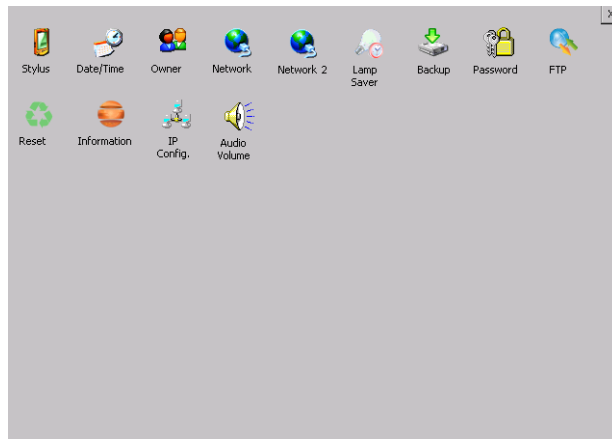 Stylus
Date/Time
Owner
Network
Network 2
Lamp
Saver
Backup
Password
FTP
Reset
Information
IP
Config.
Audio
Volume